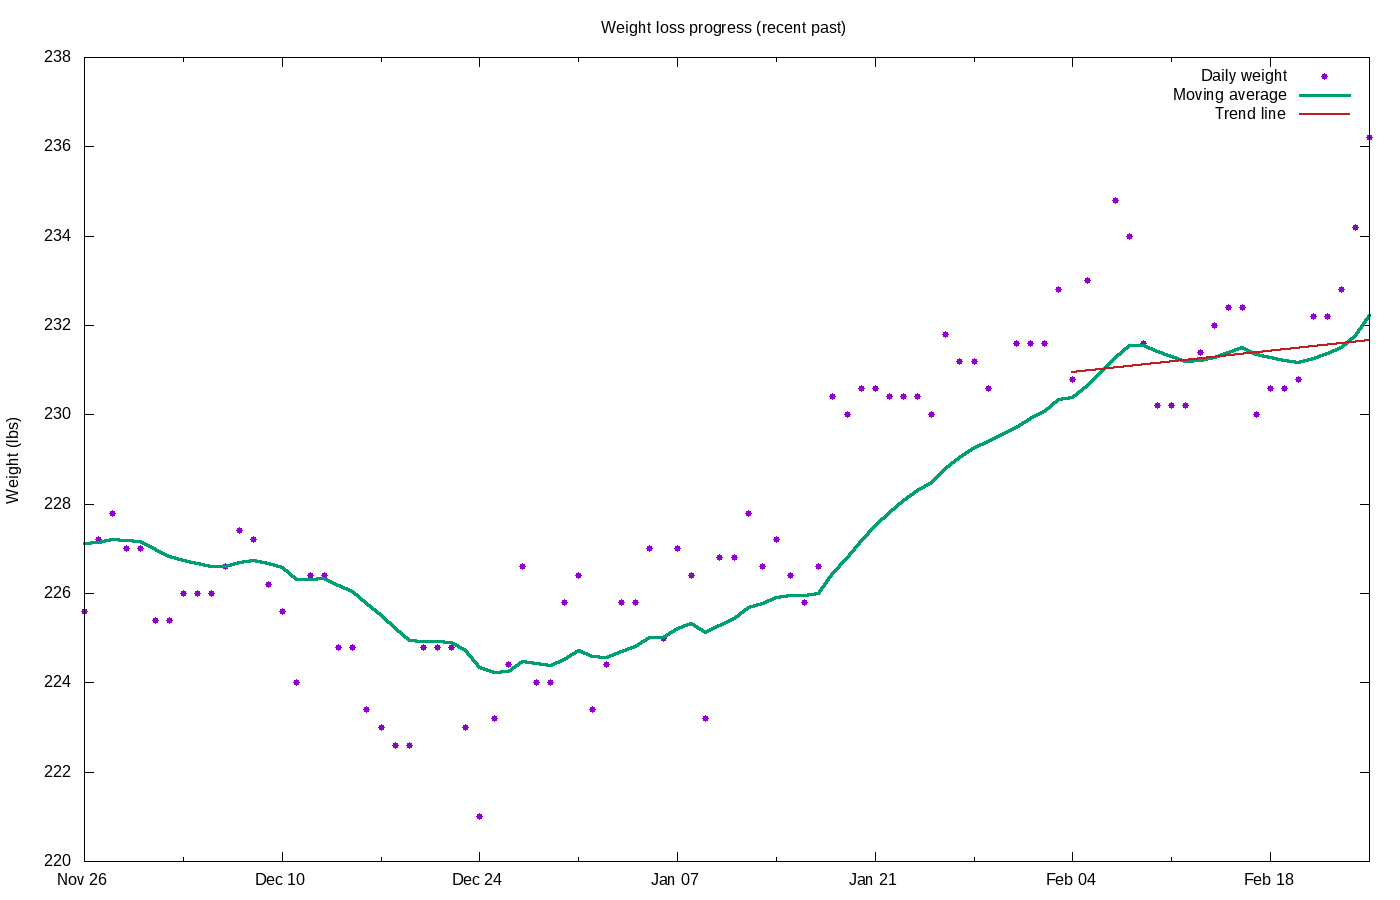 Weight loss progress (recent past)
238
236
234
232
230
228
226
224
222
220
Weight (lbs)
Daily weight
Moving average
Trend line
Nov 26
Dec 10
Dec 24
Jan 07
Jan 21
Feb 04
Feb 18